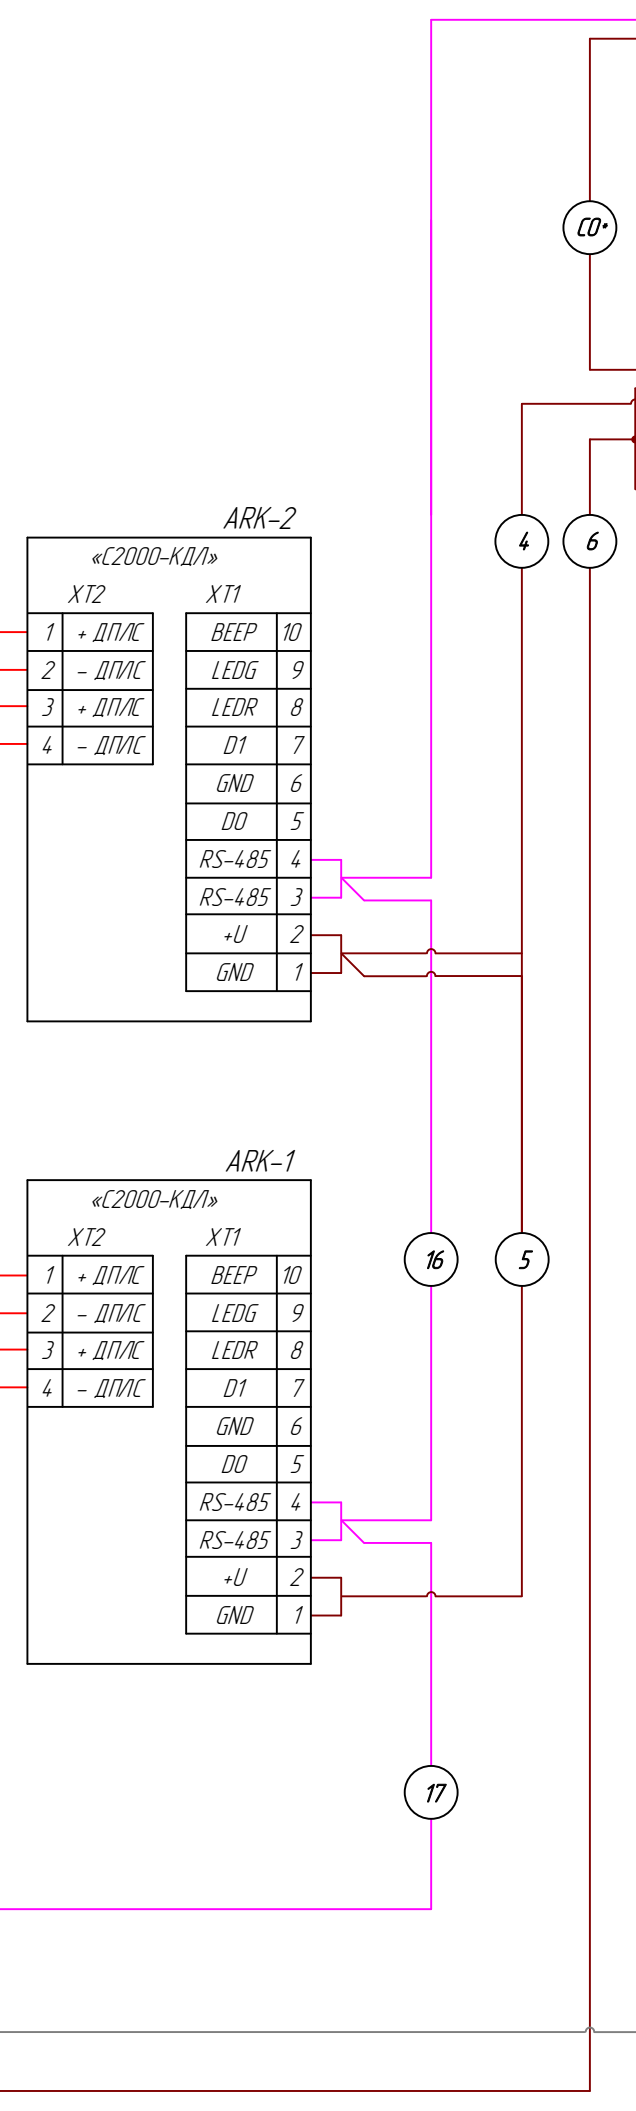 СО*
4
6
ARK-2
«С2000-КДЛ»
XT2 XT1
1 + ДПЛС BEEP 10
2 - ДПЛС LEDG 9
3 + ДПЛС LEDR 8
4 - ДПЛС D1 7
GND 6
D0 5
RS-485 4
RS-485 3
+U 2
GND 1
ARK-1
«С2000-КДЛ»
XT2 XT1
16
5
1 + ДПЛС BEEP 10
2 - ДПЛС LEDG 9
3 + ДПЛС LEDR 8
4 - ДПЛС D1 7
GND 6
D0 5
RS-485 4
RS-485 3
+U 2
GND 1
17